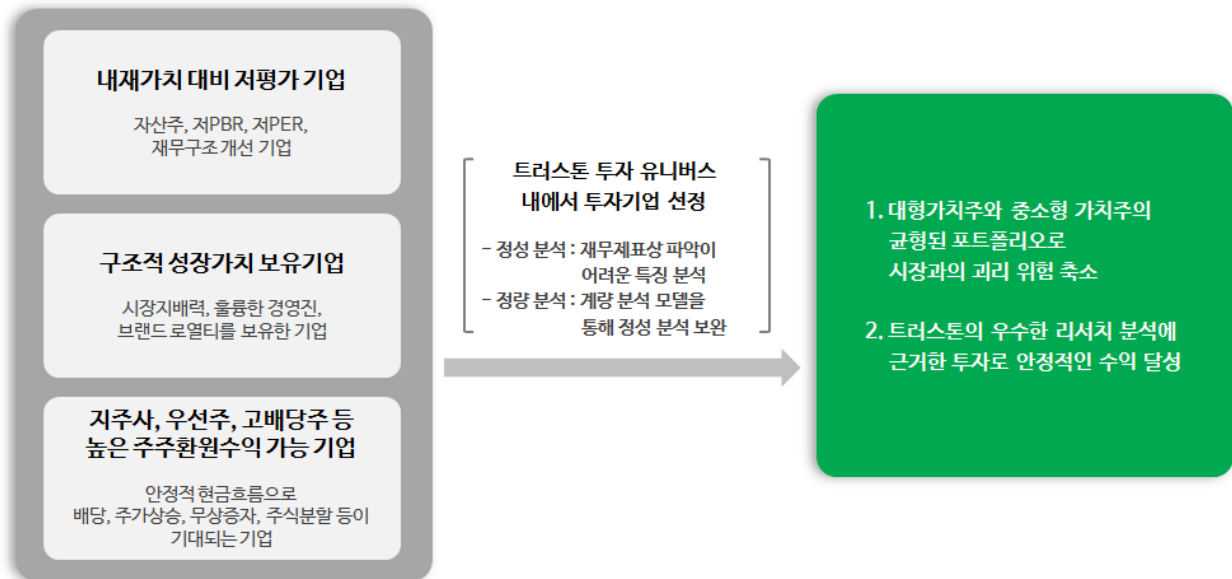 내재가치 대비 저평가 기업
자산주, 저PBR, 저PER,
재무구조 개선 기업
구조적 성장가치 보유기업
시장지배력, 훌륭한 경영진,
브랜드 로열티를 보유한 기업
지주사, 우선주, 고배당주 등
높은 주주환원수익 가능 기업
안정적 현금흐름으로
배당, 주가상승, 무상증자, 주식분할 등이
기대되는 기업
트러스톤 투자 유니버스
내에서 투자기업 선정
- 정성 분석 : 재무제표상 파악이
어려운 특징 분석
- 정량 분석 : 계량 분석 모델을
통해 정성 분석 보완
1. 대형가치주와 중소형 가치주의
균형된 포트폴리오로
시장과의 괴리 위험 축소
2. 트러스톤의 우수한 리서치 분석에
근거한 투자로 안정적인 수익 달성